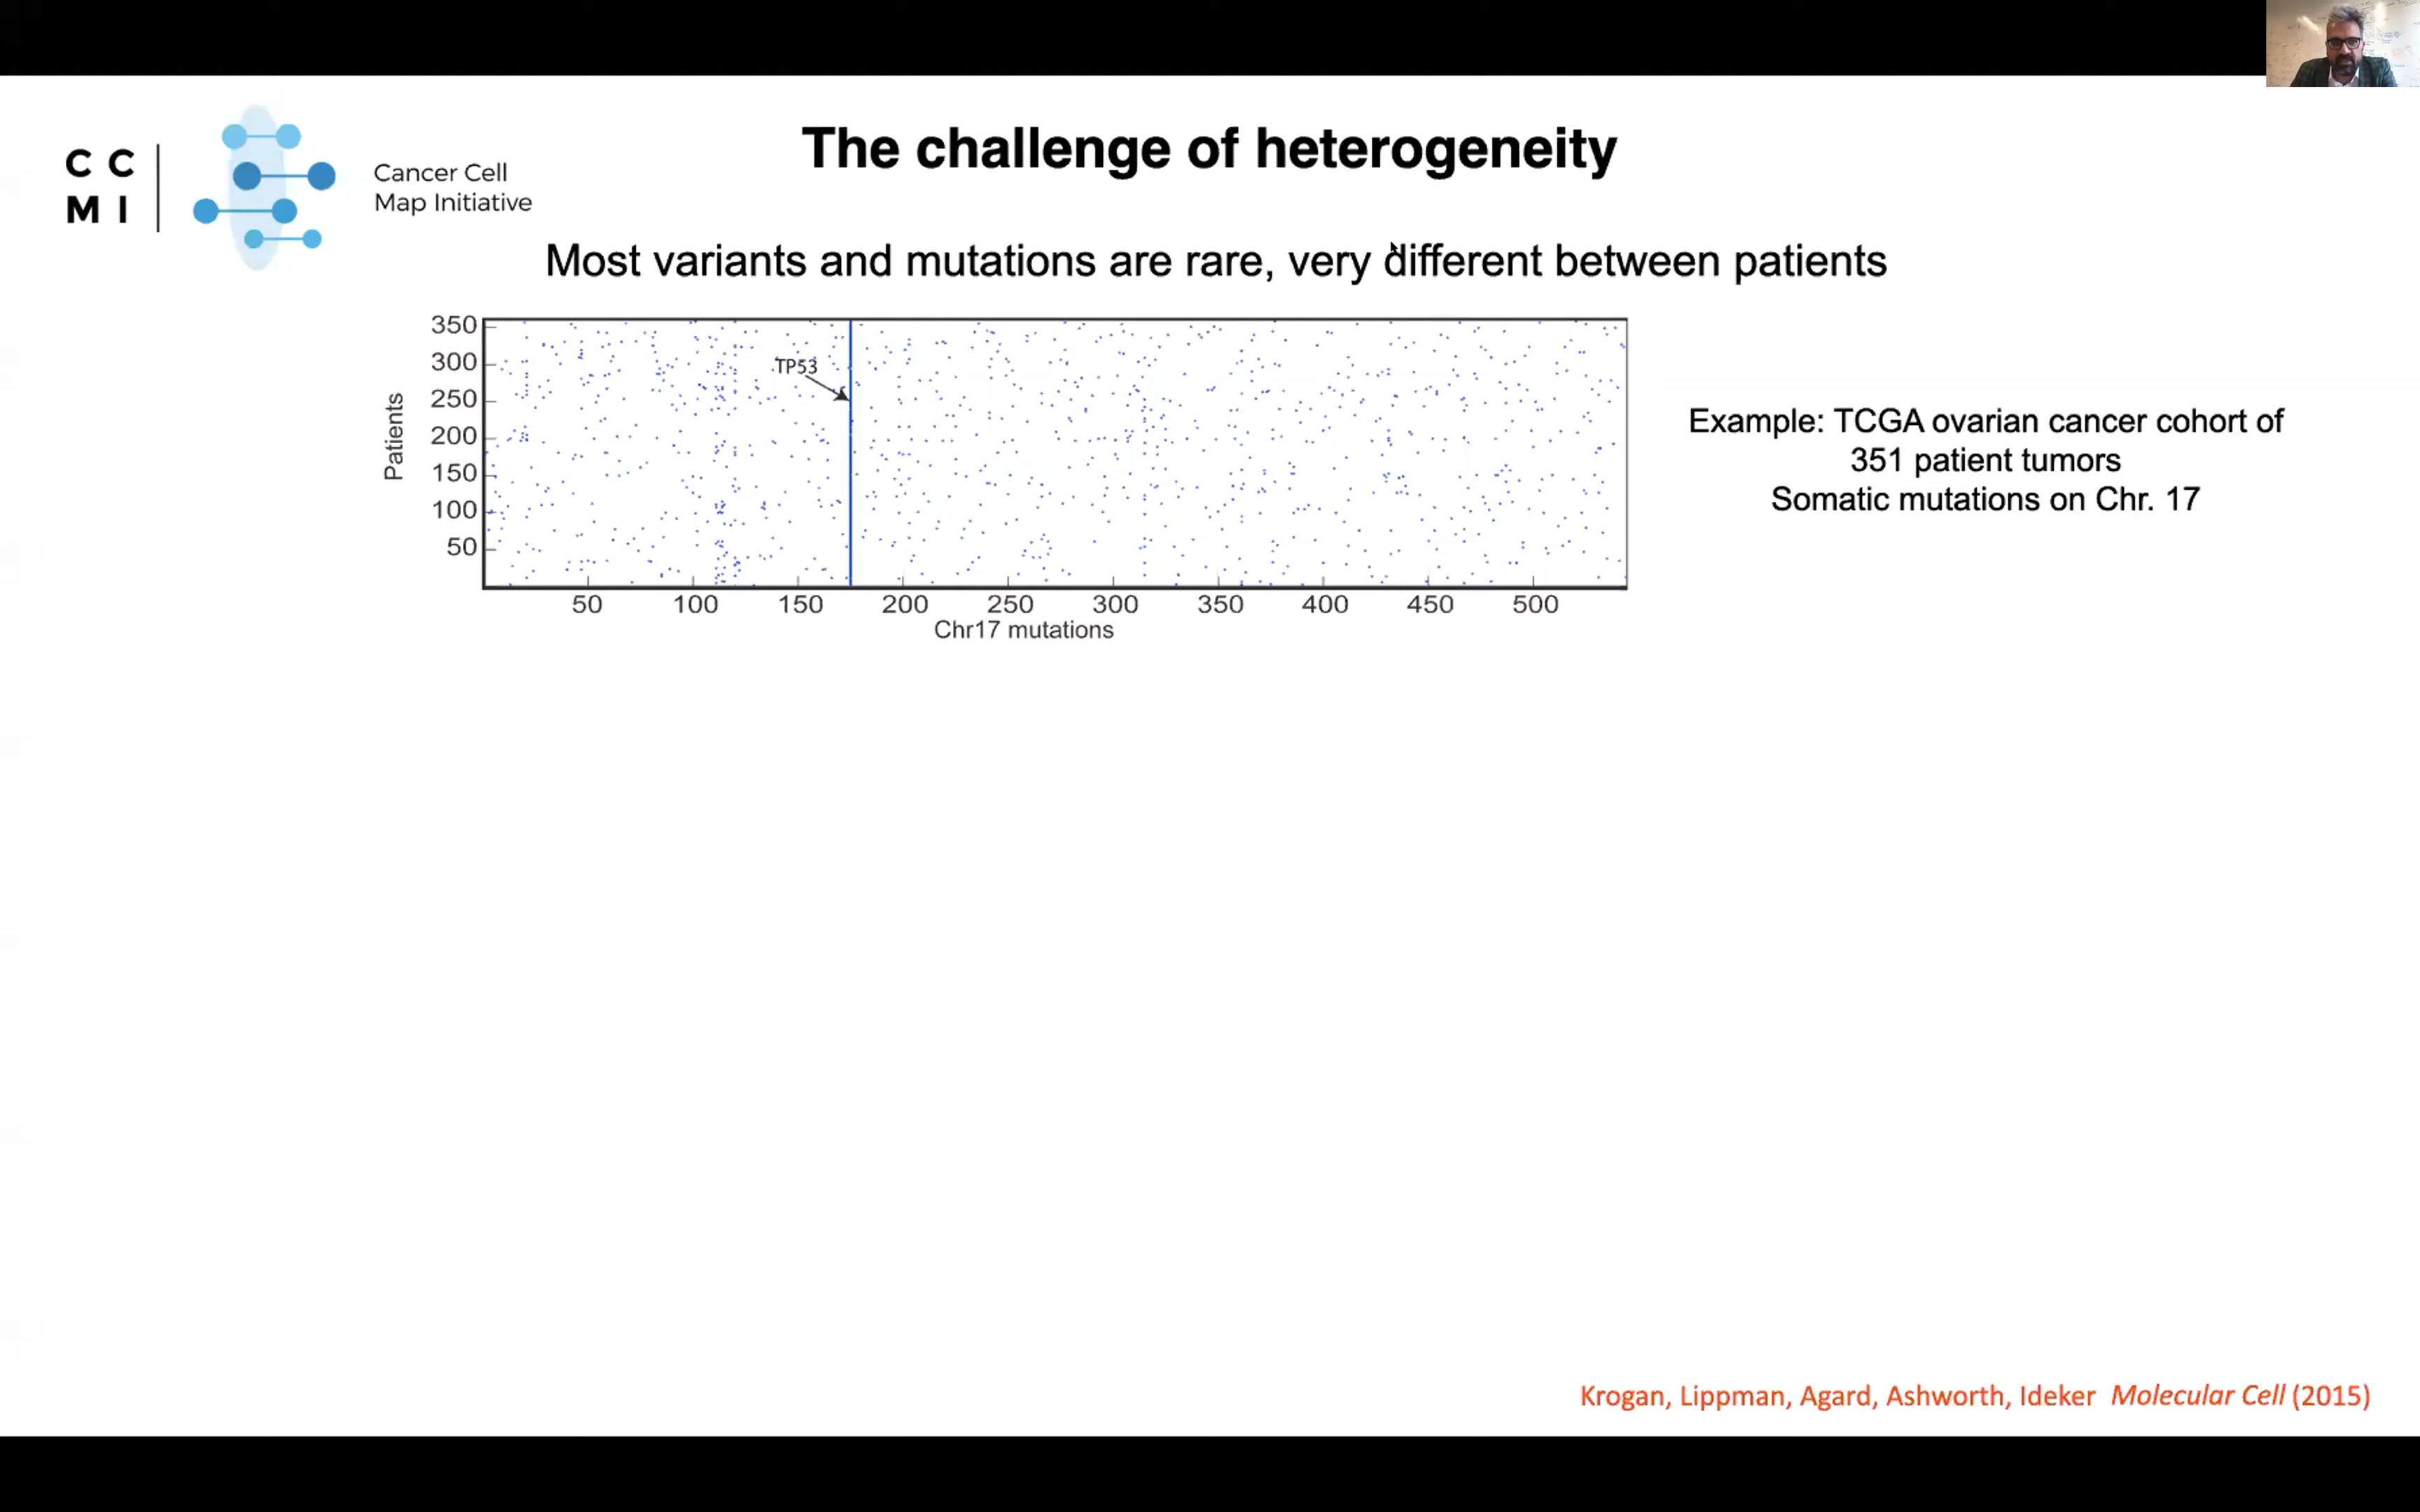 C C
M I
Cancer Cell
Map Initiative
The challenge of heterogeneity
Most variants and mutations are rare, very different between patients
350
300
250
200
150
100
50
Patients
TP53
50 100 150 200 250 300 350 400 450 500
Chr17 mutations
Example: TCGA ovarian cancer cohort of
351 patient tumors
Somatic mutations on Chr. 17
Krogan, Lippman, Agard, Ashworth, Ideker Molecular Cell (2015)